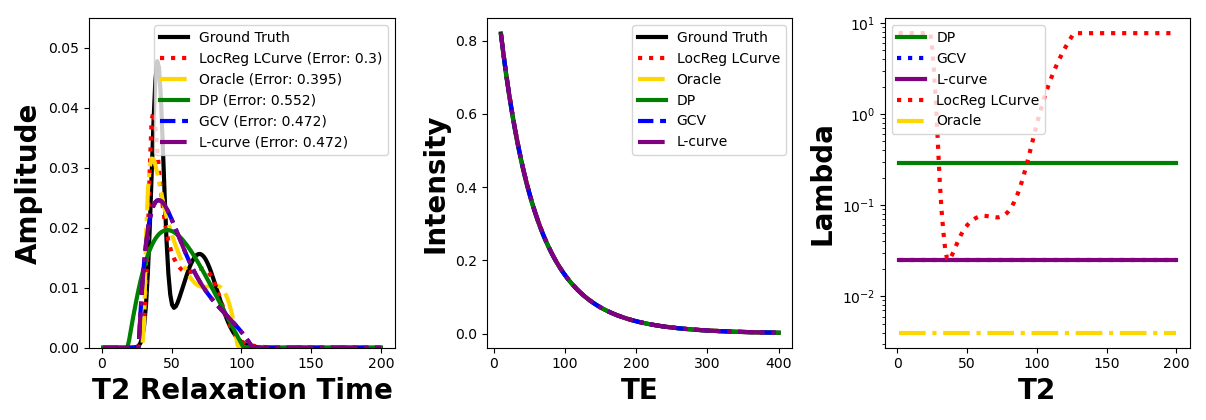 Amplitude
0.05
0.04
0.03
0.02
0.01
0.00
Ground Truth
LocReg LCurve (Error: 0.3)
Oracle (Error: 0.395)
DP (Error: 0.552)
GCV (Error: 0.472)
L-curve (Error: 0.472)
0 50 100 150 200
T2 Relaxation Time
Intensity
0.8
0.6
0.4
0.2
0.0
Ground Truth
LocReg LCurve
Oracle
DP
GCV
L-curve
0 100 200 300 400
TE
Lambda
10¹
10⁰
10⁻¹
10⁻²
DP
GCV
L-curve
LocReg LCurve
Oracle
0 50 100 150 200
T2